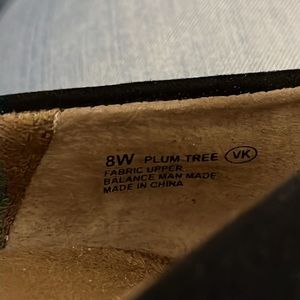 8W PLUM TREE VK
FABRIC UPPER
BALANCE MAN MADE
MADE IN CHINA